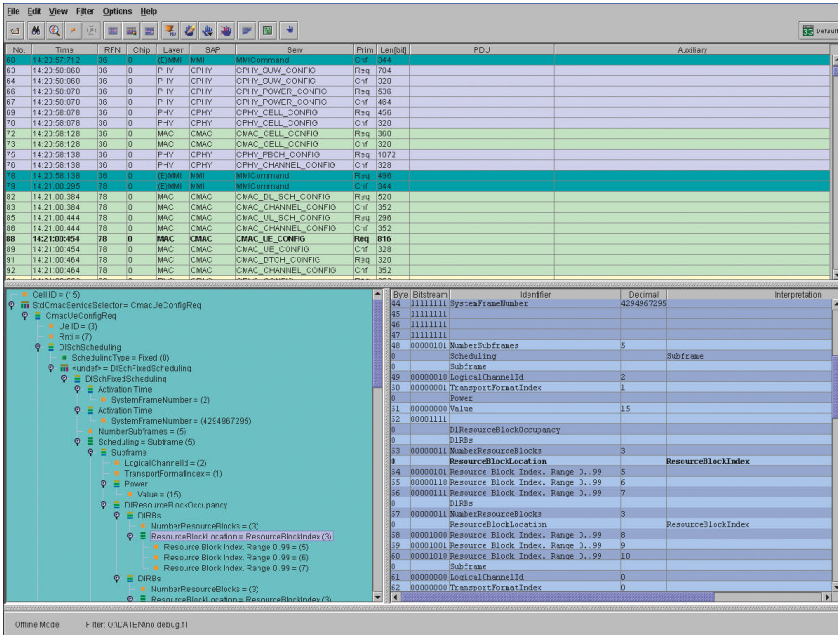 File Edit View Filter Options Help
Default
No. Time RFN Chip Layer SAP Serv Prim Len[bit] PDU Auxiliary
14:20:57:712 36 0 (E)MMI MMI MMICommand Cnf 344
14:20:58:060 36 0 PHY CPHY Req 704
14:20:58:060 36 0 PHY CPHY Cnf 320
14:20:58:070 36 0 PHY CPHY CPHY_POWER_CONFIG Req 536
14:20:58:070 36 0 PHY CPHY CPHY_POWER_CONFIG Cnf 464
69 14:20:58:078 36 0 PHY CPHY CPHY_CELL_CONFIG Req 456
70 14:20:58:078 36 0 PHY CPHY CPHY_CELL_CONFIG Cnf 320
72 14:20:58:128 36 0 MAC CMAC CMAC_CELL_CONFIG Req 360
73 14:20:58:128 36 0 MAC CMAC CMAC_CELL_CONFIG Cnf 320
75 14:20:58:138 36 0 PHY CPHY CPHY_PBCH_CONFIG Req 1072
76 14:20:58:138 36 0 PHY CPHY CPHY_CHANNEL_CONFIG Cnf 328
78 14:20:58:138 36 0 (E)MMI MMI MMICommand Req 496
79 14:21:00:295 78 0 (E)MMI MMI MMICommand Cnf 344
82 14:21:00:384 78 0 MAC CMAC CMAC_DL_SCH_CONFIG Req 520
83 14:21:00:384 78 0 MAC CMAC CMAC_CHANNEL_CONFIG Cnf 352
85 14:21:00:444 78 0 MAC CMAC CMAC_UL_SCH_CONFIG Req 296
86 14:21:00:444 78 0 MAC CMAC CMAC_CHANNEL_CONFIG Cnf 352
88 14:21:00:454 78 0 MAC CMAC CMAC_UE_CONFIG Req 816
89 14:21:00:454 78 0 MAC CMAC CMAC_UE_CONFIG Cnf 328
91 14:21:00:464 78 0 MAC CMAC CMAC_DTCH_CONFIG Req 320
92 14:21:00:464 78 0 MAC CMAC CMAC_CHANNEL_CONFIG Cnf 352
Cell ID = (15)
StdCmacServiceSelector= CmacUeConfigReq
CmacUeConfigReq
Ue ID = (3)
Rnti = (7)
DlSchScheduling
SchedulingType = Fixed (0)
<undef> = DlSchFixedScheduling
DlSchFixedScheduling
Activation Time
SystemFrameNumber = (2)
Activation Time
SystemFrameNumber = (4294967295)
NumberSubframes = (5)
Scheduling = Subframe (5)
Subframe
LogicalChannelId = (2)
TransportFormatIndex = (1)
Power
Value = (15)
DlResourceBlockOccupancy
DlRBs
NumberResourceBlocks = (3)
ResourceBlockLocation = ResourceBlockIndex (3)
Resource Block Index. Range 0..99 = (5)
Resource Block Index. Range 0..99 = (6)
Resource Block Index. Range 0..99 = (7)
DlRBs
NumberResourceBlocks = (3)
ResourceBlockLocation = ResourceBlockIndex (3)
Byte Bitstream Identifier Decimal Interpretation
44 11111111 SystemFrameNumber 4294967295
45 11111111
46 11111111
47 11111111
48 00000101 NumberSubframes 5
0 Scheduling Subframe
0 Subframe
49 00000010 LogicalChannelId 2
50 00000001 TransportFormatIndex 1
0 Power
51 00000000 Value 15
52 00001111
0 DlResourceBlockOccupancy
0 DlRBs
53 00000011 NumberResourceBlocks 3
0 ResourceBlockLocation ResourceBlockIndex
54 00000101 Resource Block Index. Range 0..99 5
55 00000110 Resource Block Index. Range 0..99 6
56 00000111 Resource Block Index. Range 0..99 7
0 DlRBs
57 00000011 NumberResourceBlocks 3
0 ResourceBlockLocation ResourceBlockIndex
58 00001000 Resource Block Index. Range 0..99 8
59 00001001 Resource Block Index. Range 0..99 9
60 00001010 Resource Block Index. Range 0..99 10
0 Subframe
61 00000000 LogicalChannelId 0
62 00000000 TransportFormatIndex 0
Offline Mode Filter: